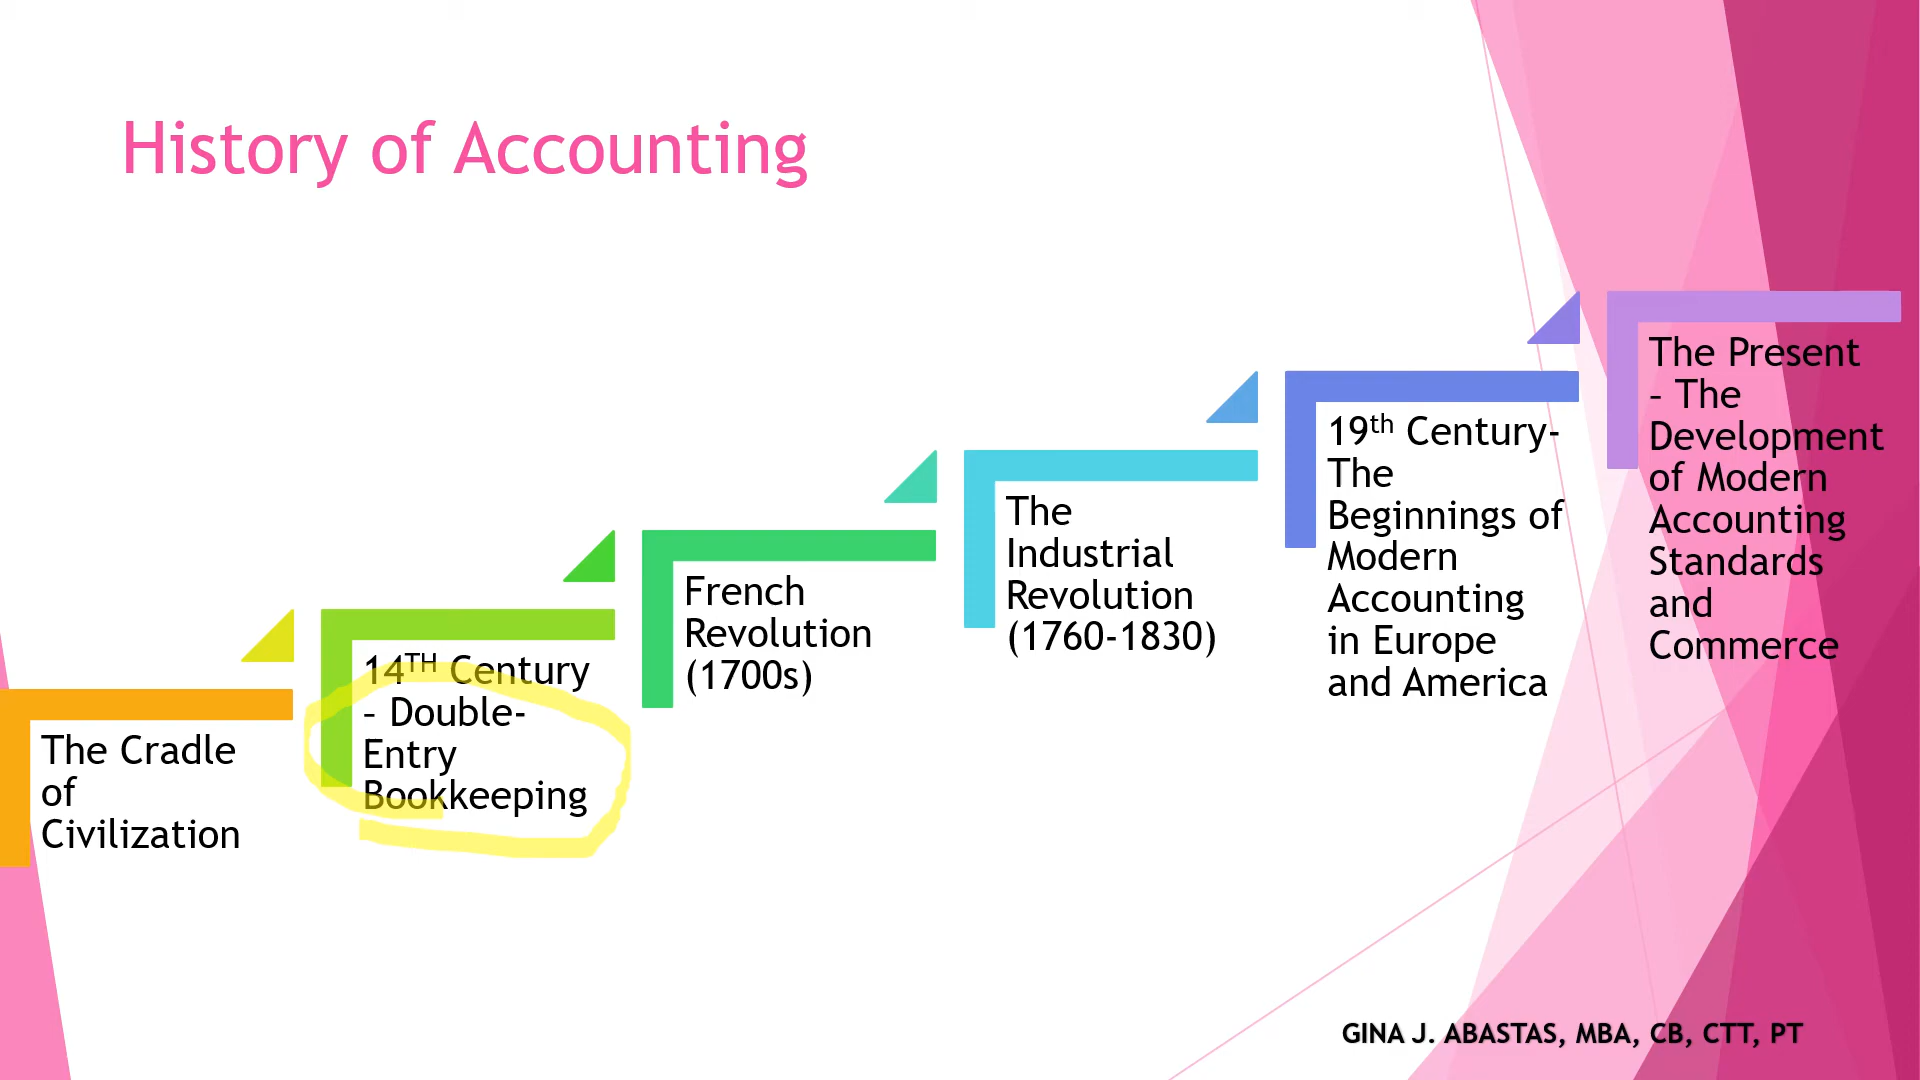 History of Accounting
The Cradle
of
Civilization
14TH Century
– Double-
Entry
Bookkeeping
French
Revolution
(1700s)
The
Industrial
Revolution
(1760-1830)
19th Century-
The
Beginnings of
Modern
Accounting
in Europe
and America
The Present
– The
Development
of Modern
Accounting
Standards
and
Commerce
GINA J. ABASTAS, MBA, CB, CTT, PT